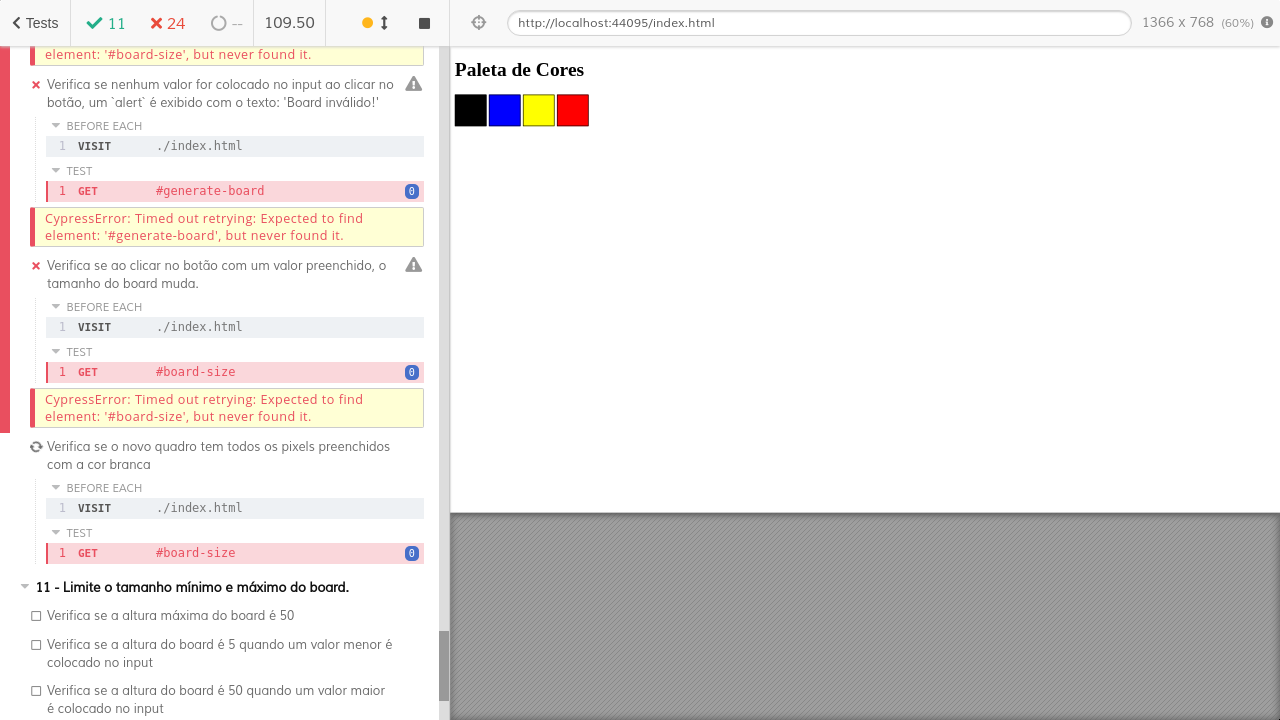 Tests 11 24 -- 109.50
http://localhost:44095/index.html 1366 x 768 (60%)
element: '#board-size', but never found it.
Verifica se nenhum valor for colocado no input ao clicar no
botão, um `alert` é exibido com o texto: 'Board inválido!'
BEFORE EACH
1 VISIT ./index.html
TEST
1 GET #generate-board 0
CypressError: Timed out retrying: Expected to find
element: '#generate-board', but never found it.
Verifica se ao clicar no botão com um valor preenchido, o
tamanho do board muda.
BEFORE EACH
1 VISIT ./index.html
TEST
1 GET #board-size 0
CypressError: Timed out retrying: Expected to find
element: '#board-size', but never found it.
Verifica se o novo quadro tem todos os pixels preenchidos
com a cor branca
BEFORE EACH
1 VISIT ./index.html
TEST
1 GET #board-size 0
11 - Limite o tamanho mínimo e máximo do board.
Verifica se a altura máxima do board é 50
Verifica se a altura do board é 5 quando um valor menor é
colocado no input
Verifica se a altura do board é 50 quando um valor maior
é colocado no input
Paleta de Cores